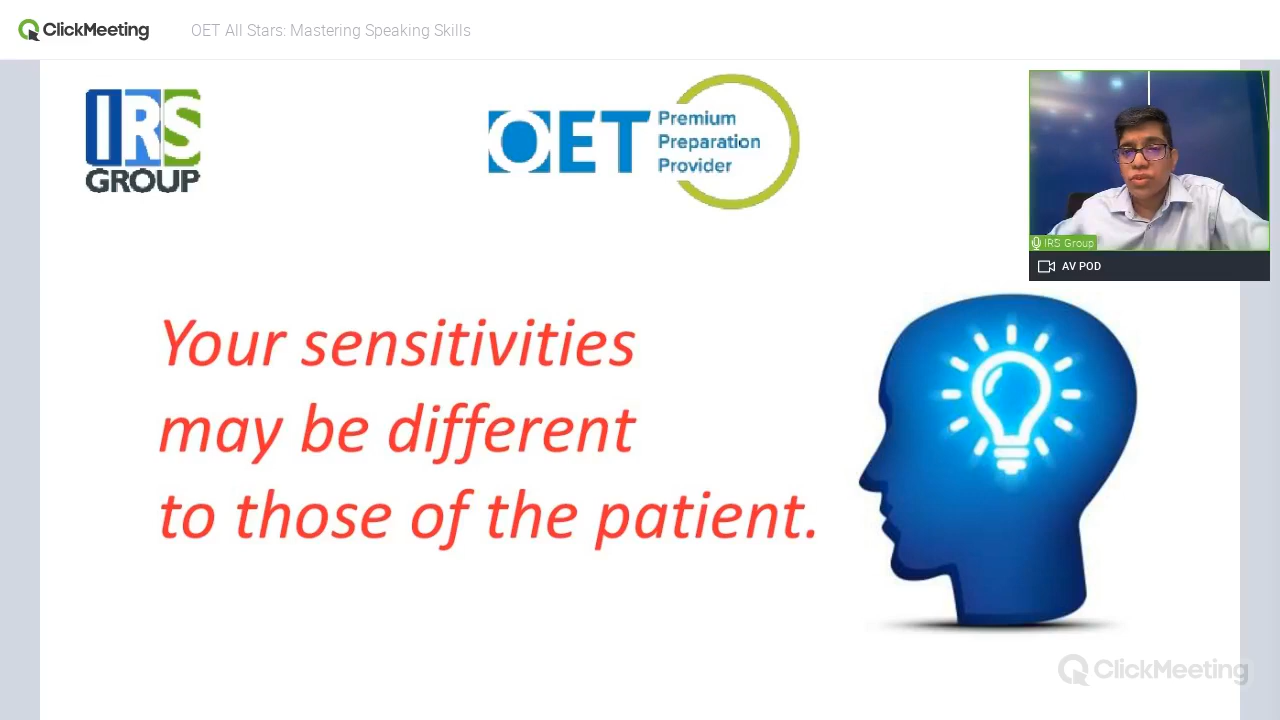 ClickMeeting
OET All Stars: Mastering Speaking Skills
IRS
GROUP
OET
Premium
Preparation
Provider
IRS Group
AV POD
Your sensitivities
may be different
to those of the patient.
ClickMeeting